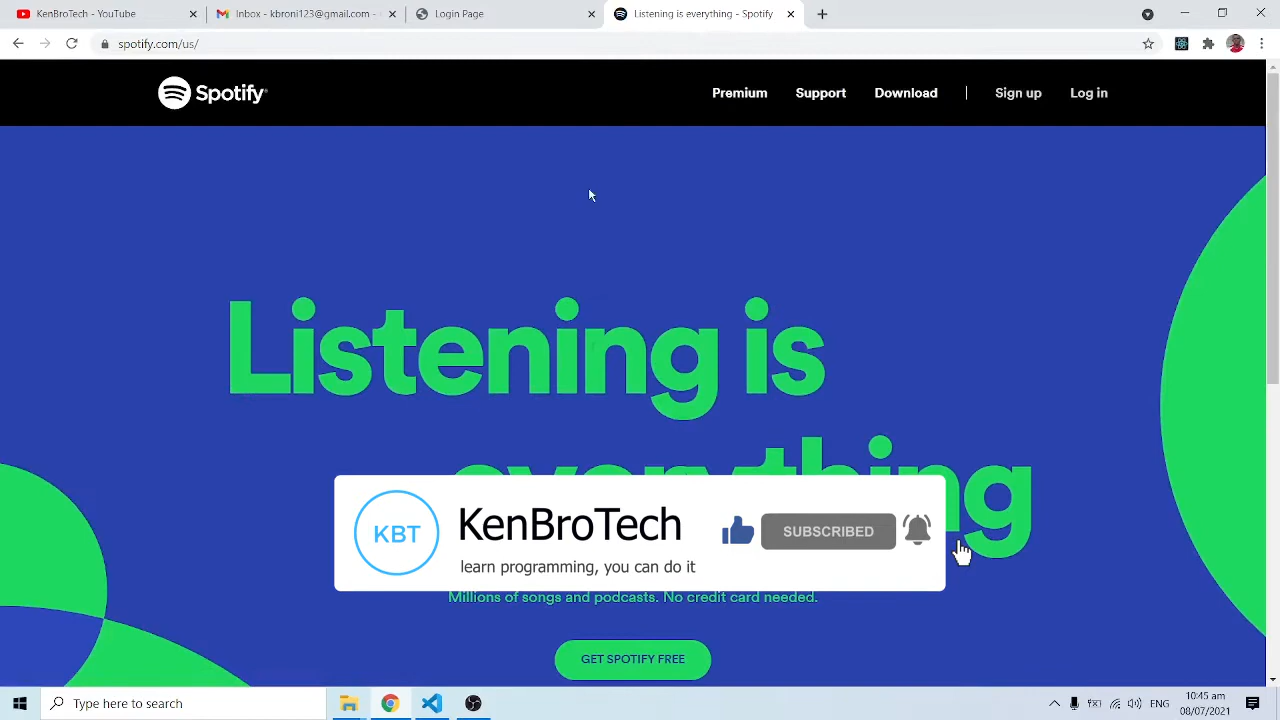 KenBroTech - YouTube
Inbox - kbroni123@gmail.com -
Login Page
Listening is everything - Spotify
spotify.com/us/
Spotify
Premium
Support
Download
Sign up
Log in
Listening is
everything
KBT
KenBroTech
SUBSCRIBED
learn programming, you can do it
Millions of songs and podcasts. No credit card needed.
GET SPOTIFY FREE
Type here to search
ENG
10:45 am
08/07/2021